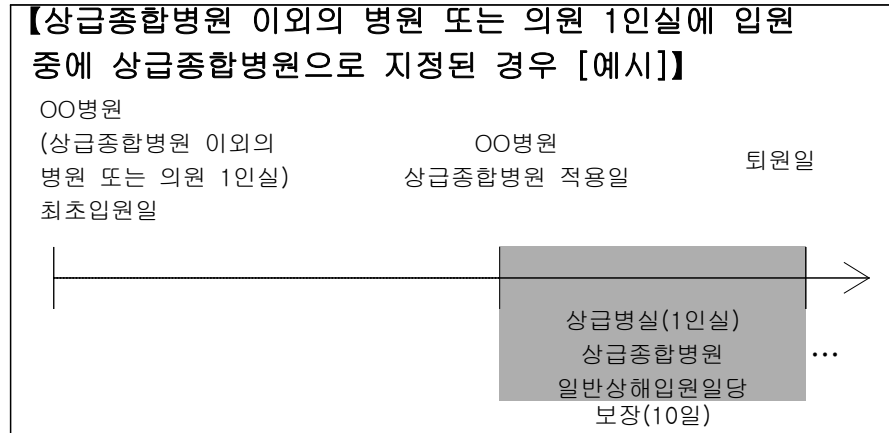 【상급종합병원 이외의 병원 또는 의원 1인실에 입원
중에 상급종합병원으로 지정된 경우 [예시]】
OO병원
(상급종합병원 이외의
병원 또는 의원 1인실)
최초입원일
OO병원
상급종합병원 적용일
퇴원일
상급병실(1인실)
상급종합병원
일반상해입원일당
보장(10일)
…